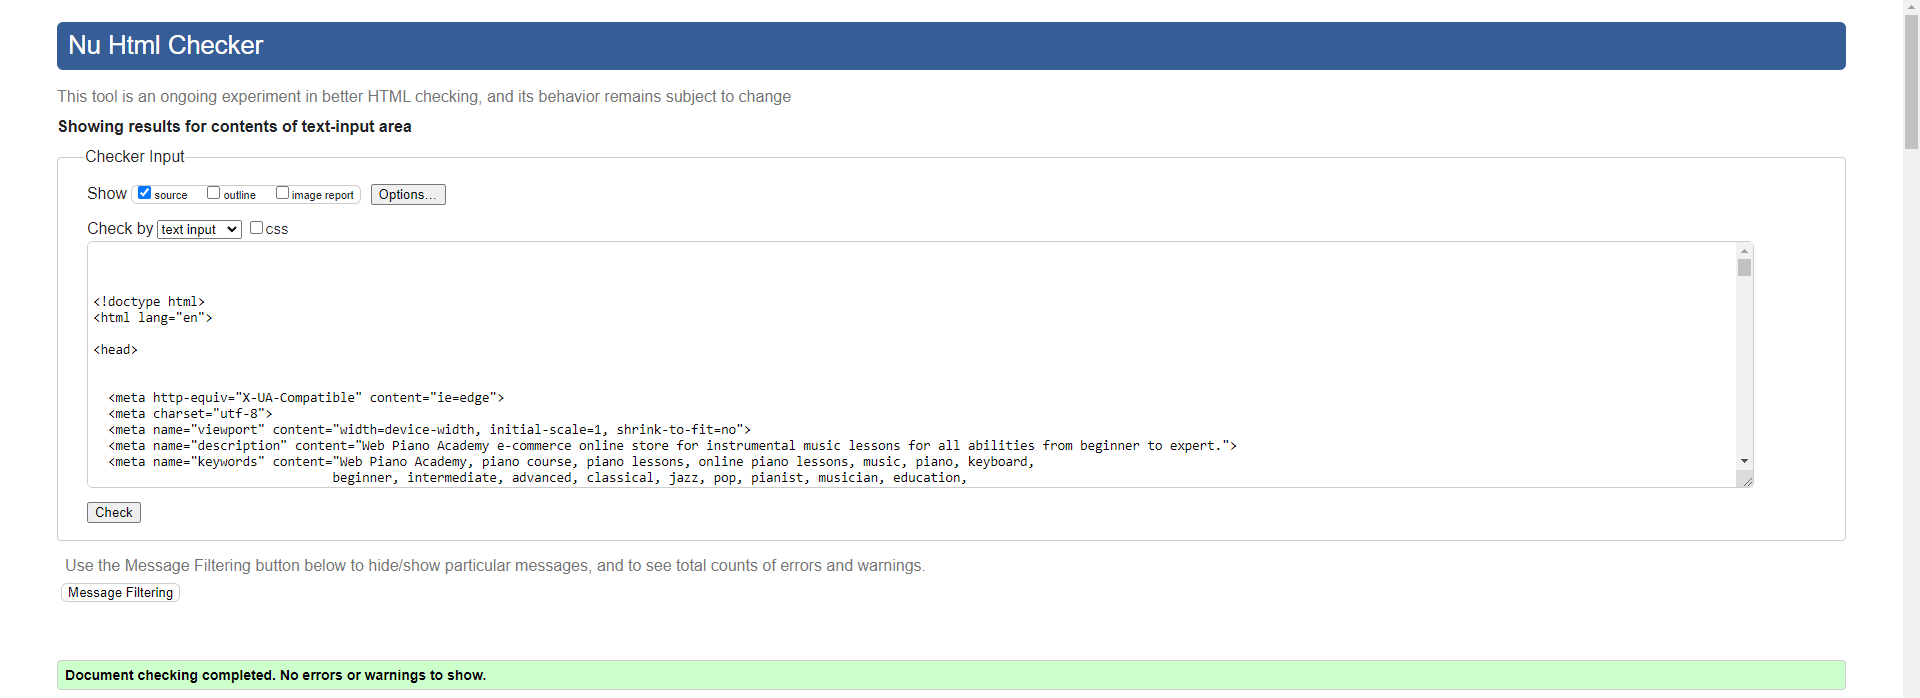 Nu Html Checker
This tool is an ongoing experiment in better HTML checking, and its behavior remains subject to change
Showing results for contents of text-input area
Checker Input
Show source outline image report Options...
Check by text input css
<!doctype html>
<html lang="en">
<head>
<meta http-equiv="X-UA-Compatible" content="ie=edge">
<meta charset="utf-8">
<meta name="viewport" content="width=device-width, initial-scale=1, shrink-to-fit=no">
<meta name="description" content="Web Piano Academy e-commerce online store for instrumental music lessons for all abilities from beginner to expert.">
<meta name="keywords" content="Web Piano Academy, piano course, piano lessons, online piano lessons, music, piano, keyboard,
beginner, intermediate, advanced, classical, jazz, pop, pianist, musician, education,
Check
Use the Message Filtering button below to hide/show particular messages, and to see total counts of errors and warnings.
Message Filtering
Document checking completed. No errors or warnings to show.